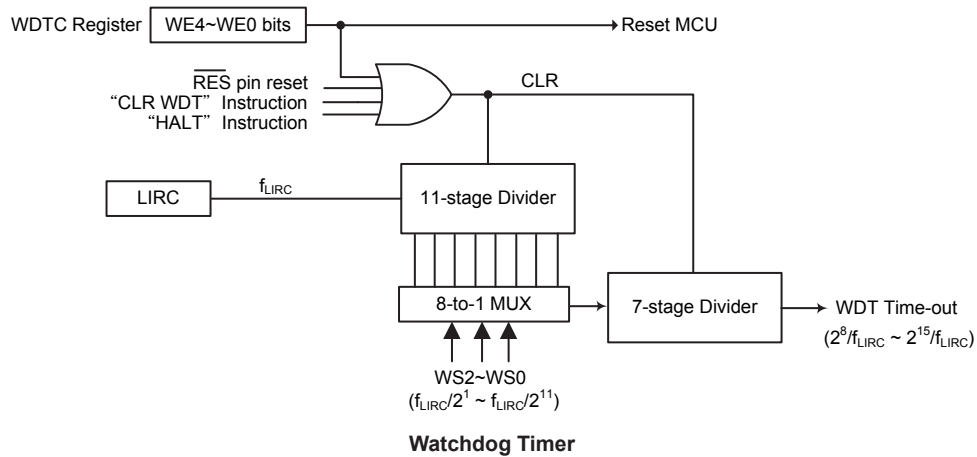 WDTC Register WE4~WE0 bits Reset MCU
RES pin reset
CLR
“CLR WDT” Instruction
“HALT” Instruction
LIRC fLIRC 11-stage Divider
8-to-1 MUX 7-stage Divider WDT Time-out
(2⁸/fLIRC ~ 2¹⁵/fLIRC)
WS2~WS0
(fLIRC/2¹ ~ fLIRC/2¹¹)
Watchdog Timer